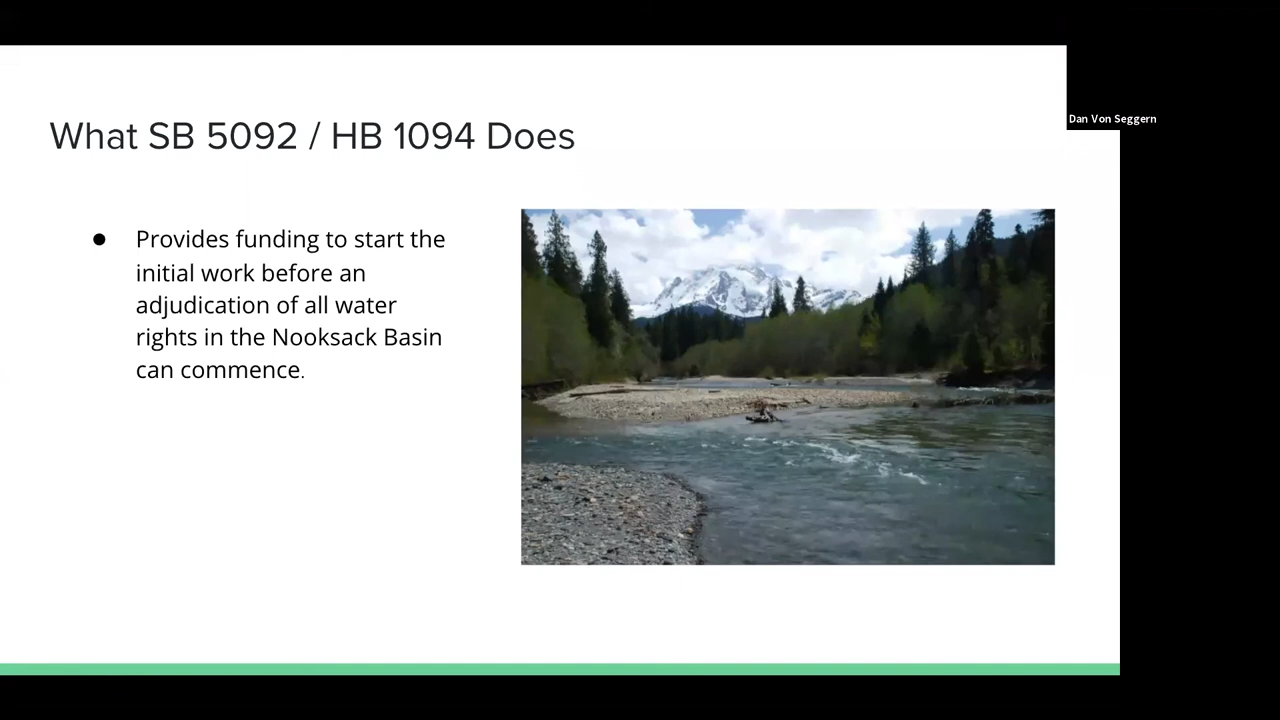 What SB 5092 / HB 1094 Does
Dan Von Seggern
● Provides funding to start the
initial work before an
adjudication of all water
rights in the Nooksack Basin
can commence.